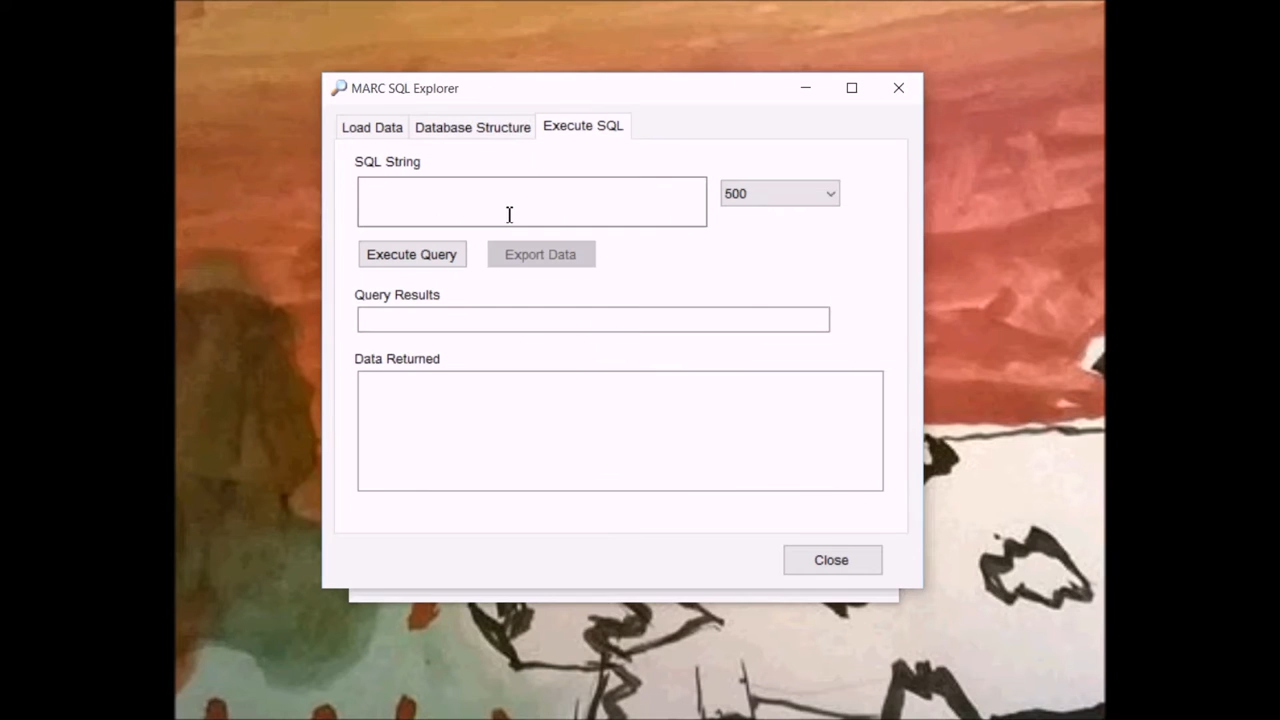 MARC SQL Explorer
Load Data Database Structure Execute SQL
SQL String
500
Execute Query Export Data
Query Results
Data Returned
Close